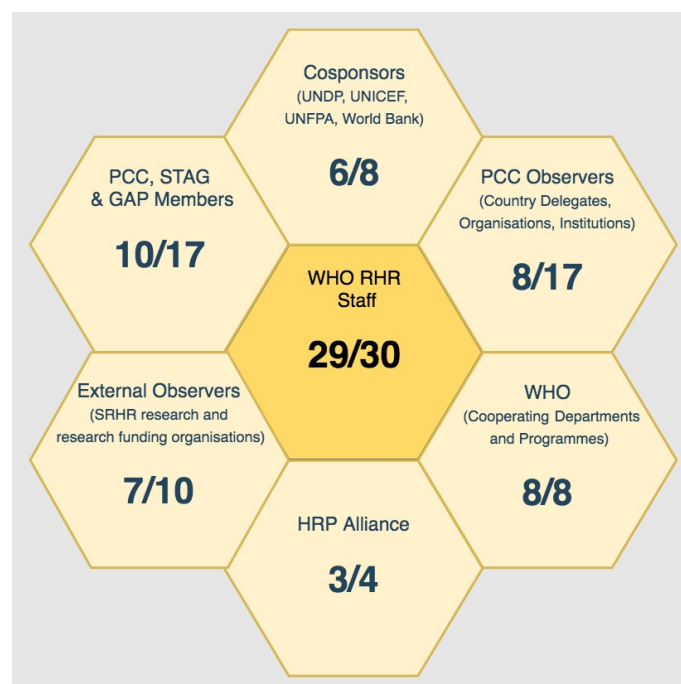 Cosponsors
(UNDP, UNICEF,
UNFPA, World Bank)
6/8
PCC, STAG
& GAP Members
10/17
PCC Observers
(Country Delegates,
Organisations, Institutions)
8/17
WHO RHR
Staff
29/30
External Observers
(SRHR research and
research funding organisations)
7/10
WHO
(Cooperating Departments
and Programmes)
8/8
HRP Alliance
3/4